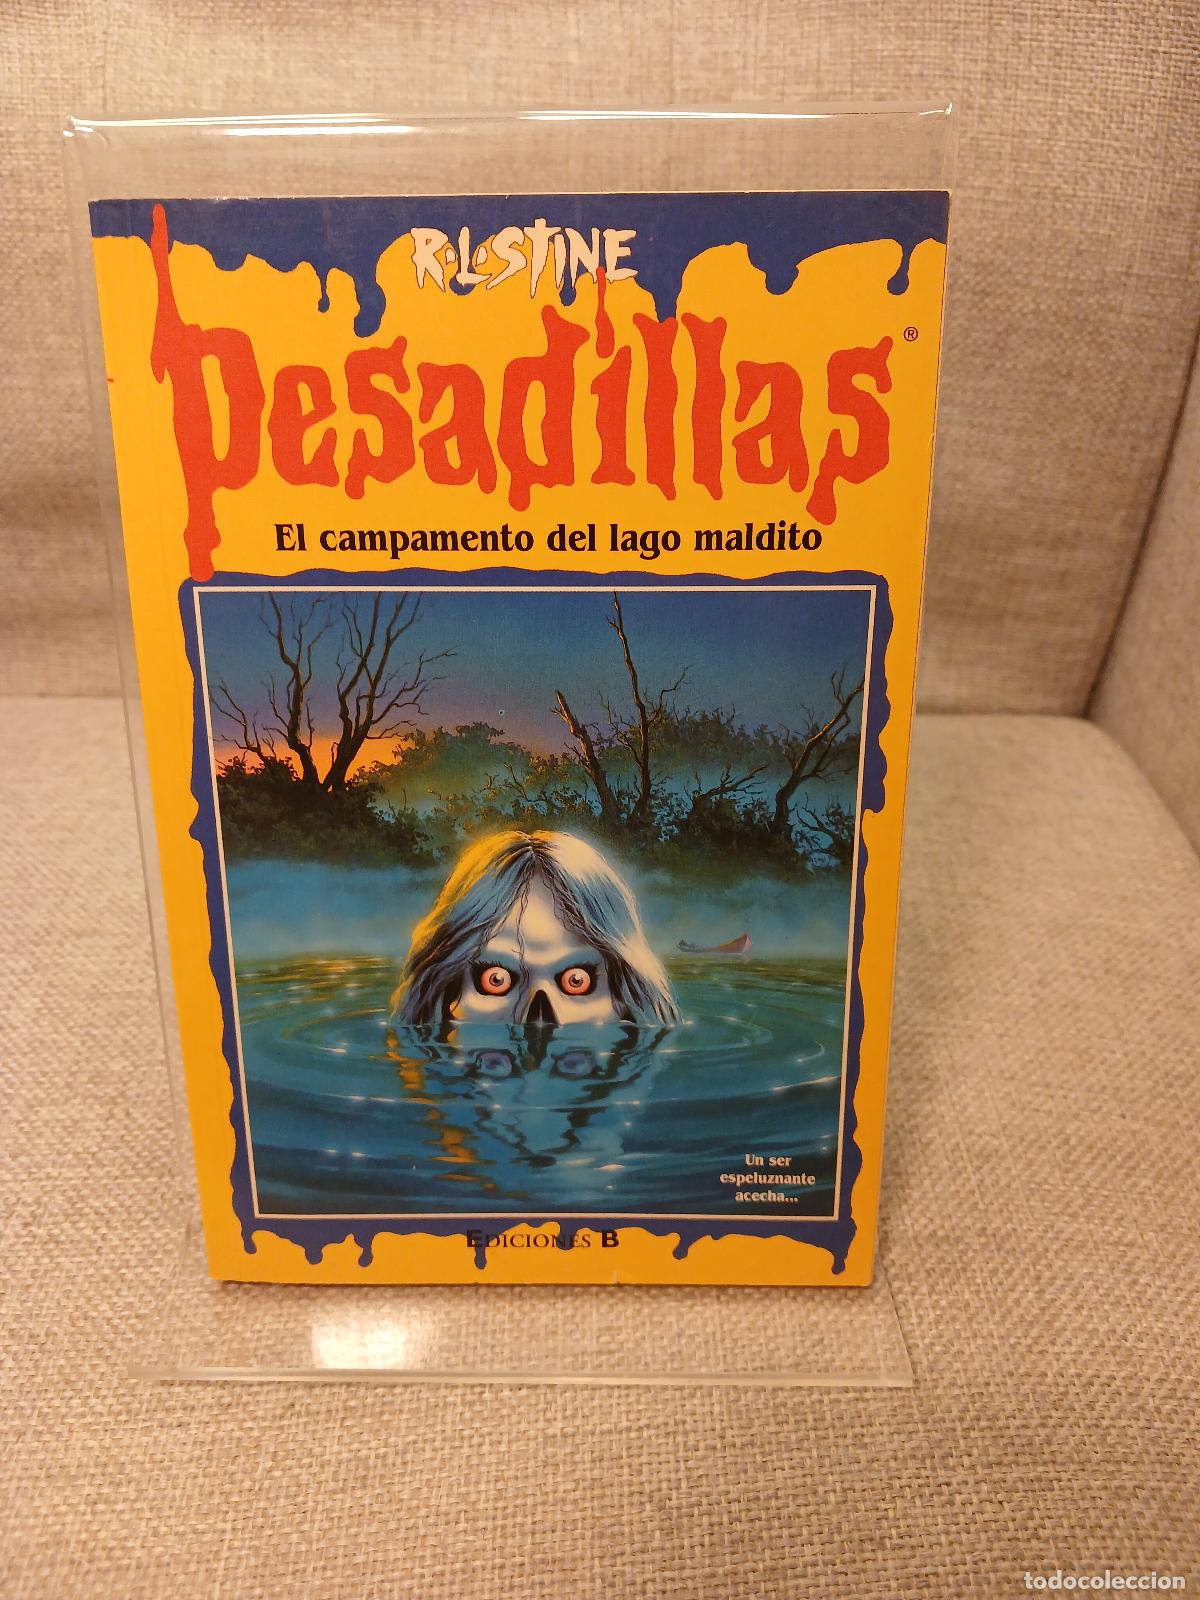 R.L.STINE
Pesadillas®
El campamento del lago maldito
Un ser
espeluznante
acecha...
EDICIONES B
todocoleccion